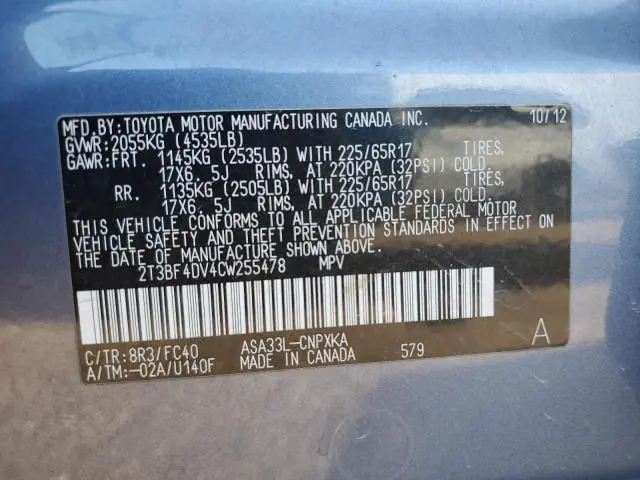 MFD. BY: TOYOTA MOTOR MANUFACTURING CANADA INC. 10/12
GVWR: 2055KG (4535LB)
GAWR: FRT. 1145KG (2535LB) WITH 225/65R17 TIRES,
17X6. 5J RIMS, AT 220KPA (32PSI) COLD.
RR. 1135KG (2505LB) WITH 225/65R17 TIRES,
17X6. 5J RIMS, AT 220KPA (32PSI) COLD.
THIS VEHICLE CONFORMS TO ALL APPLICABLE FEDERAL MOTOR
VEHICLE SAFETY AND THEFT PREVENTION STANDARDS IN EFFECT ON
THE DATE OF MANUFACTURE SHOWN ABOVE.
2T3BF4DV4CW255478 MPV
C/TR: 8R3/FC40 ASA33L-CNPXKA A
A/TM: -02A/U140F MADE IN CANADA 579